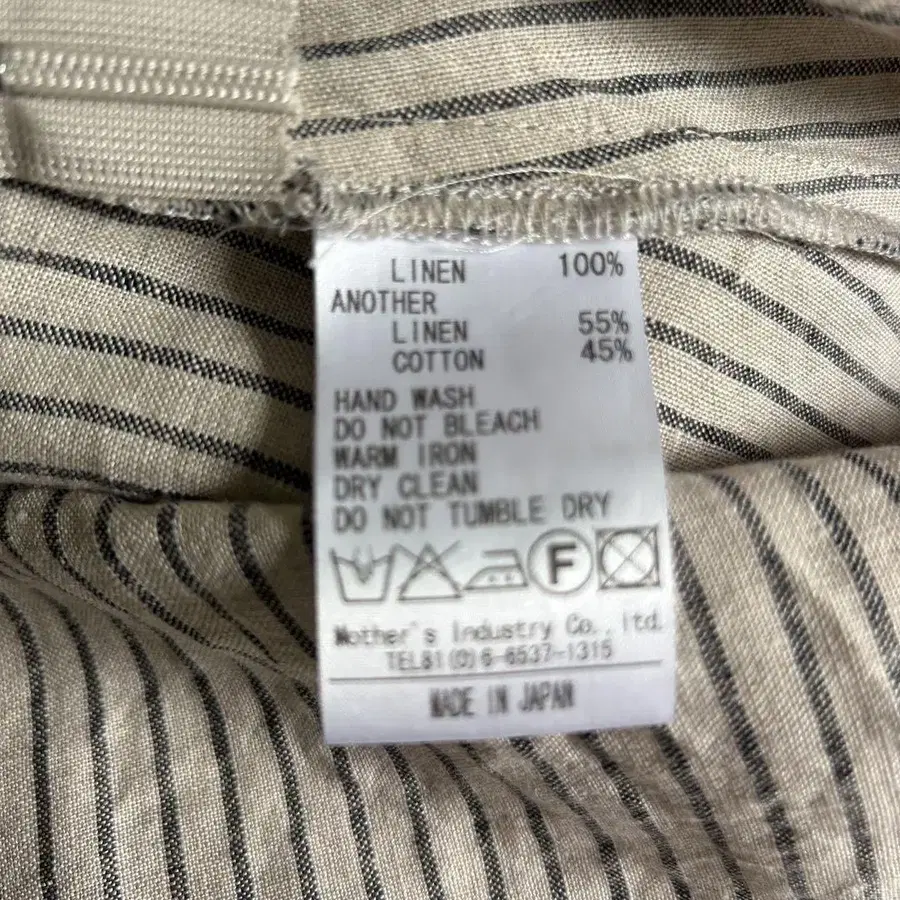 LINEN 100%
ANOTHER
LINEN 55%
COTTON 45%
HAND WASH
DO NOT BLEACH
WARM IRON
DRY CLEAN
DO NOT TUMBLE DRY
F
Mother's Industry Co., ltd.
TEL81(0)6-6537-1315
MADE IN JAPAN